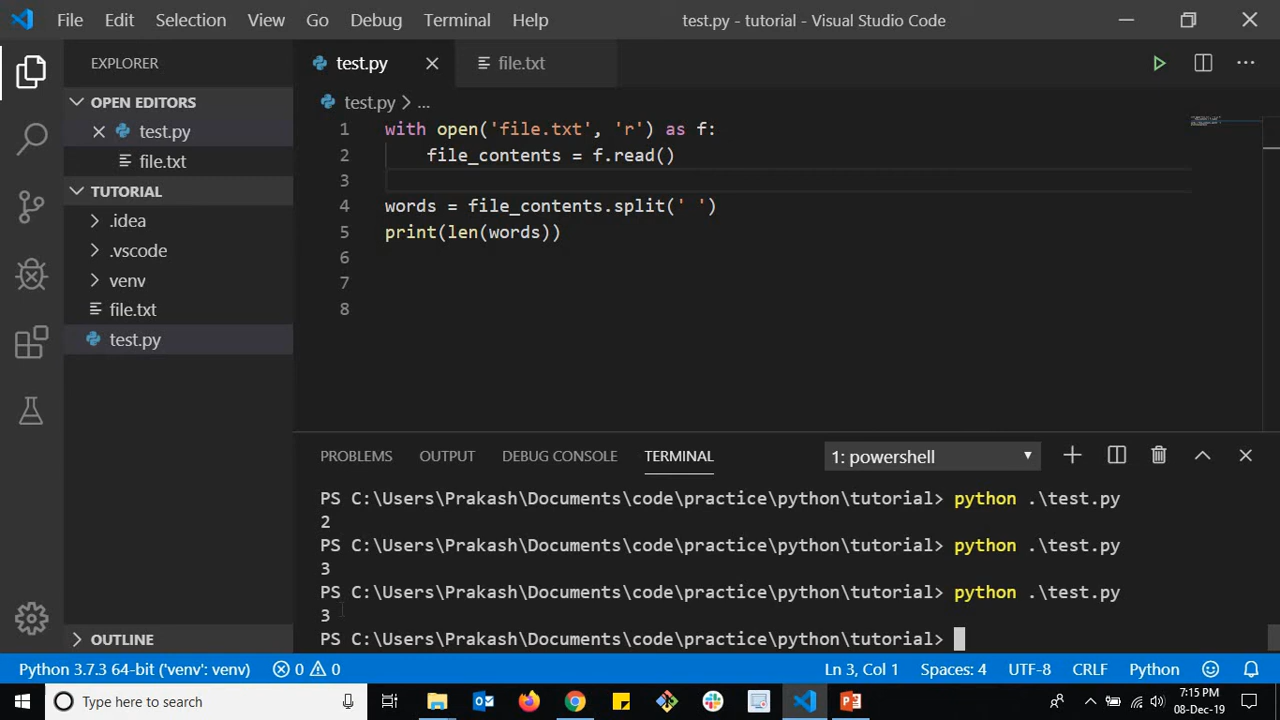 File Edit Selection View Go Debug Terminal Help test.py - tutorial - Visual Studio Code
EXPLORER
OPEN EDITORS
test.py
file.txt
TUTORIAL
.idea
.vscode
venv
file.txt
test.py
OUTLINE
test.py file.txt
test.py > ...
1 with open('file.txt', 'r') as f:
2 file_contents = f.read()
3
4 words = file_contents.split(' ')
5 print(len(words))
6
7
8
PROBLEMS OUTPUT DEBUG CONSOLE TERMINAL 1: powershell
PS C:\Users\Prakash\Documents\code\practice\python\tutorial> python .\test.py
2
PS C:\Users\Prakash\Documents\code\practice\python\tutorial> python .\test.py
3
PS C:\Users\Prakash\Documents\code\practice\python\tutorial> python .\test.py
3
PS C:\Users\Prakash\Documents\code\practice\python\tutorial>
Python 3.7.3 64-bit ('venv': venv) 0 0 Ln 3, Col 1 Spaces: 4 UTF-8 CRLF Python
Type here to search
7:15 PM
08-Dec-19